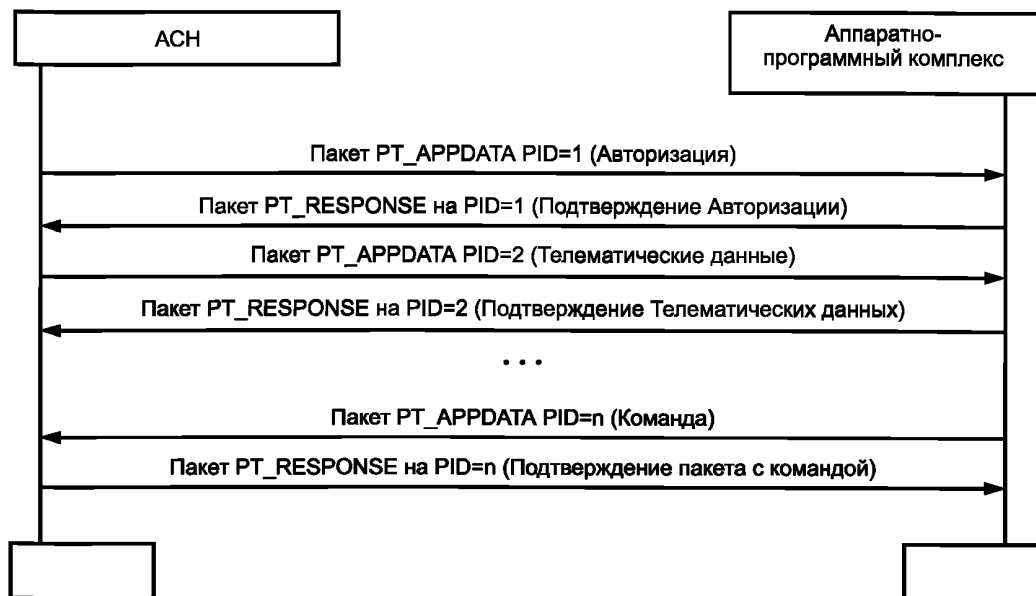 АСН
Аппаратно-
программный комплекс
Пакет PT_APPDATA PID=1 (Авторизация)
Пакет PT_RESPONSE на PID=1 (Подтверждение Авторизации)
Пакет PT_APPDATA PID=2 (Телематические данные)
Пакет PT_RESPONSE на PID=2 (Подтверждение Телематических данных)
...
Пакет PT_APPDATA PID=n (Команда)
Пакет PT_RESPONSE на PID=n (Подтверждение пакета с командой)